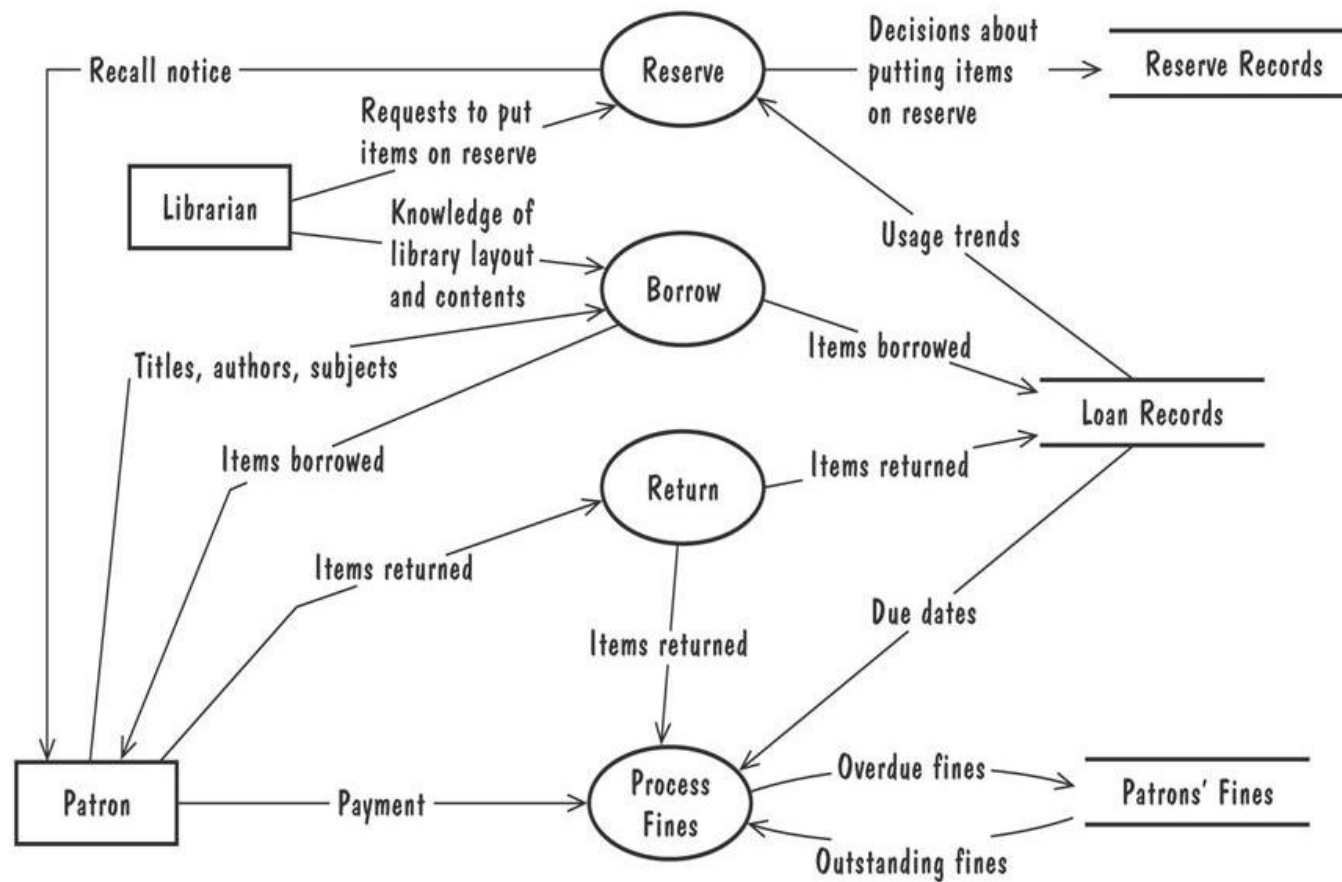 Recall notice
Reserve
Decisions about
putting items
on reserve
Reserve Records
Requests to put
items on reserve
Librarian
Knowledge of
library layout
and contents
Borrow
Usage trends
Titles, authors, subjects
Items borrowed
Loan Records
Items borrowed
Return
Items returned
Items returned
Due dates
Items returned
Patron
Payment
Process
Fines
Overdue fines
Patrons' Fines
Outstanding fines